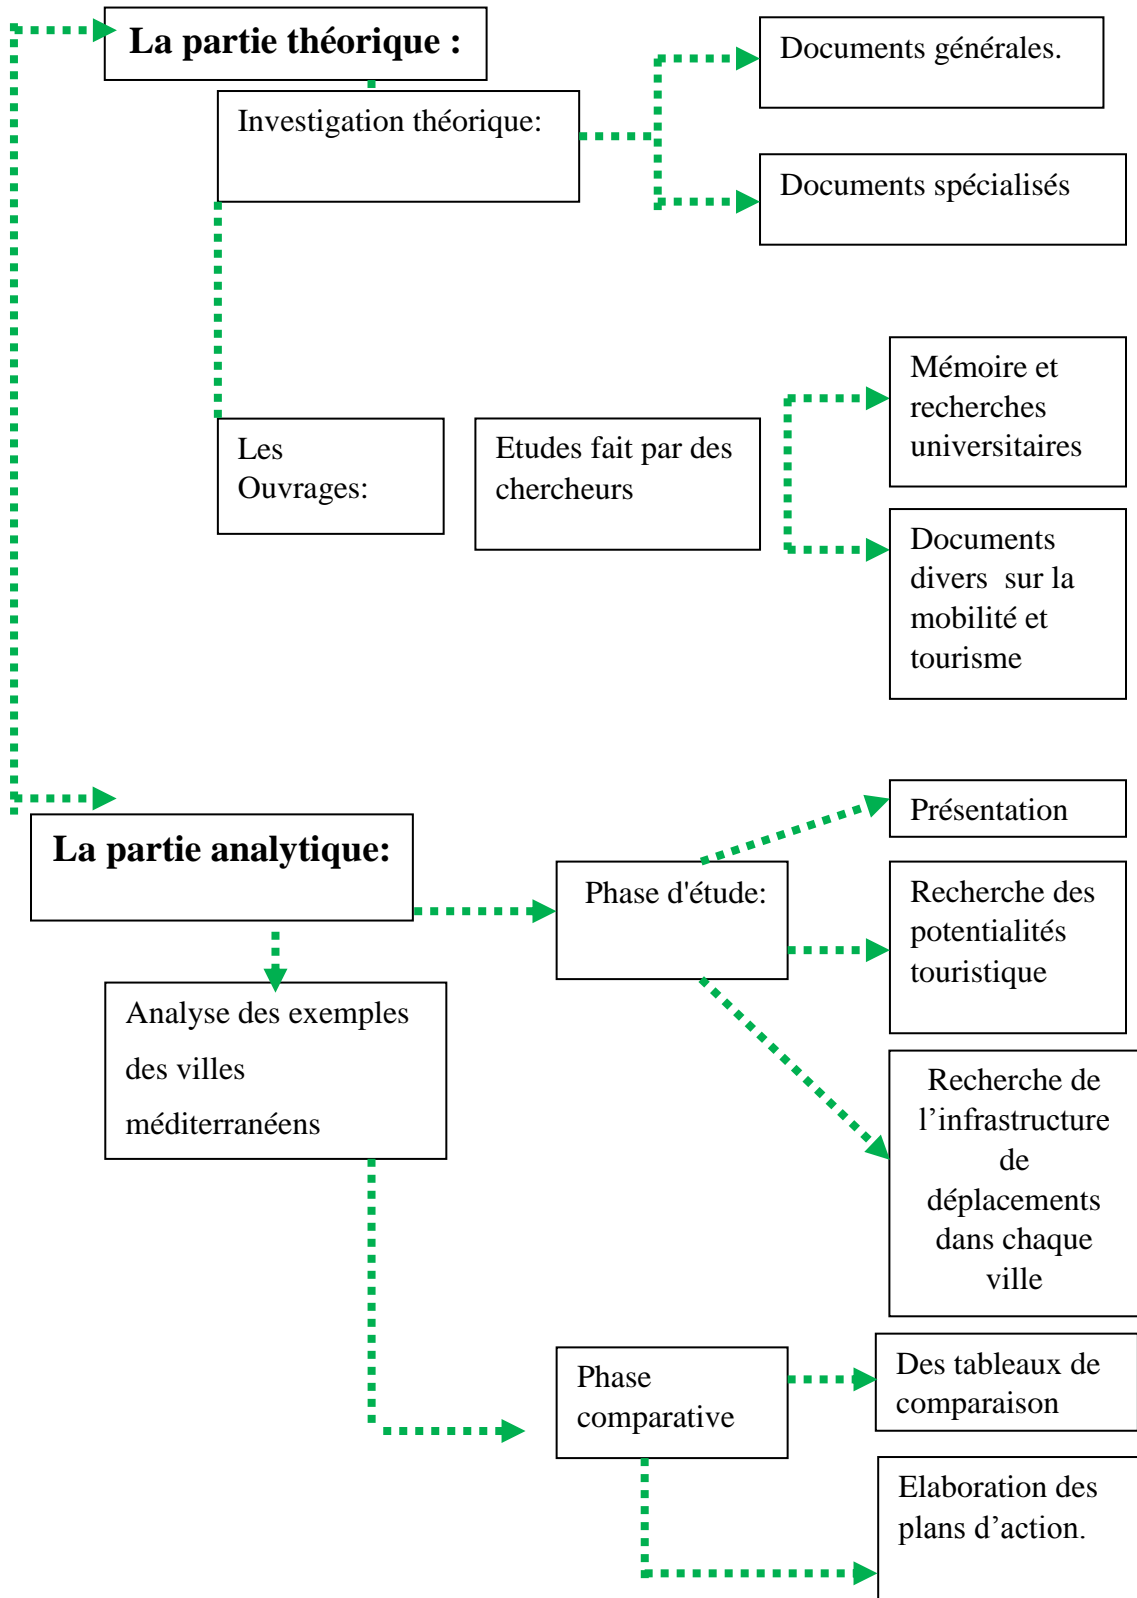 La partie théorique :
Documents générales.
Investigation théorique:
Documents spécialisés
Mémoire et
recherches
universitaires
Les
Ouvrages:
Etudes fait par des
chercheurs
Documents
divers  sur la
mobilité et
tourisme
La partie analytique:
Présentation
Phase d'étude:
Recherche des
potentialités
touristique
Analyse des exemples
des villes
méditerranéens
Recherche de
l’infrastructure
de
déplacements
dans chaque
ville
Phase
comparative
Des tableaux de
comparaison
Elaboration des
plans d’action.